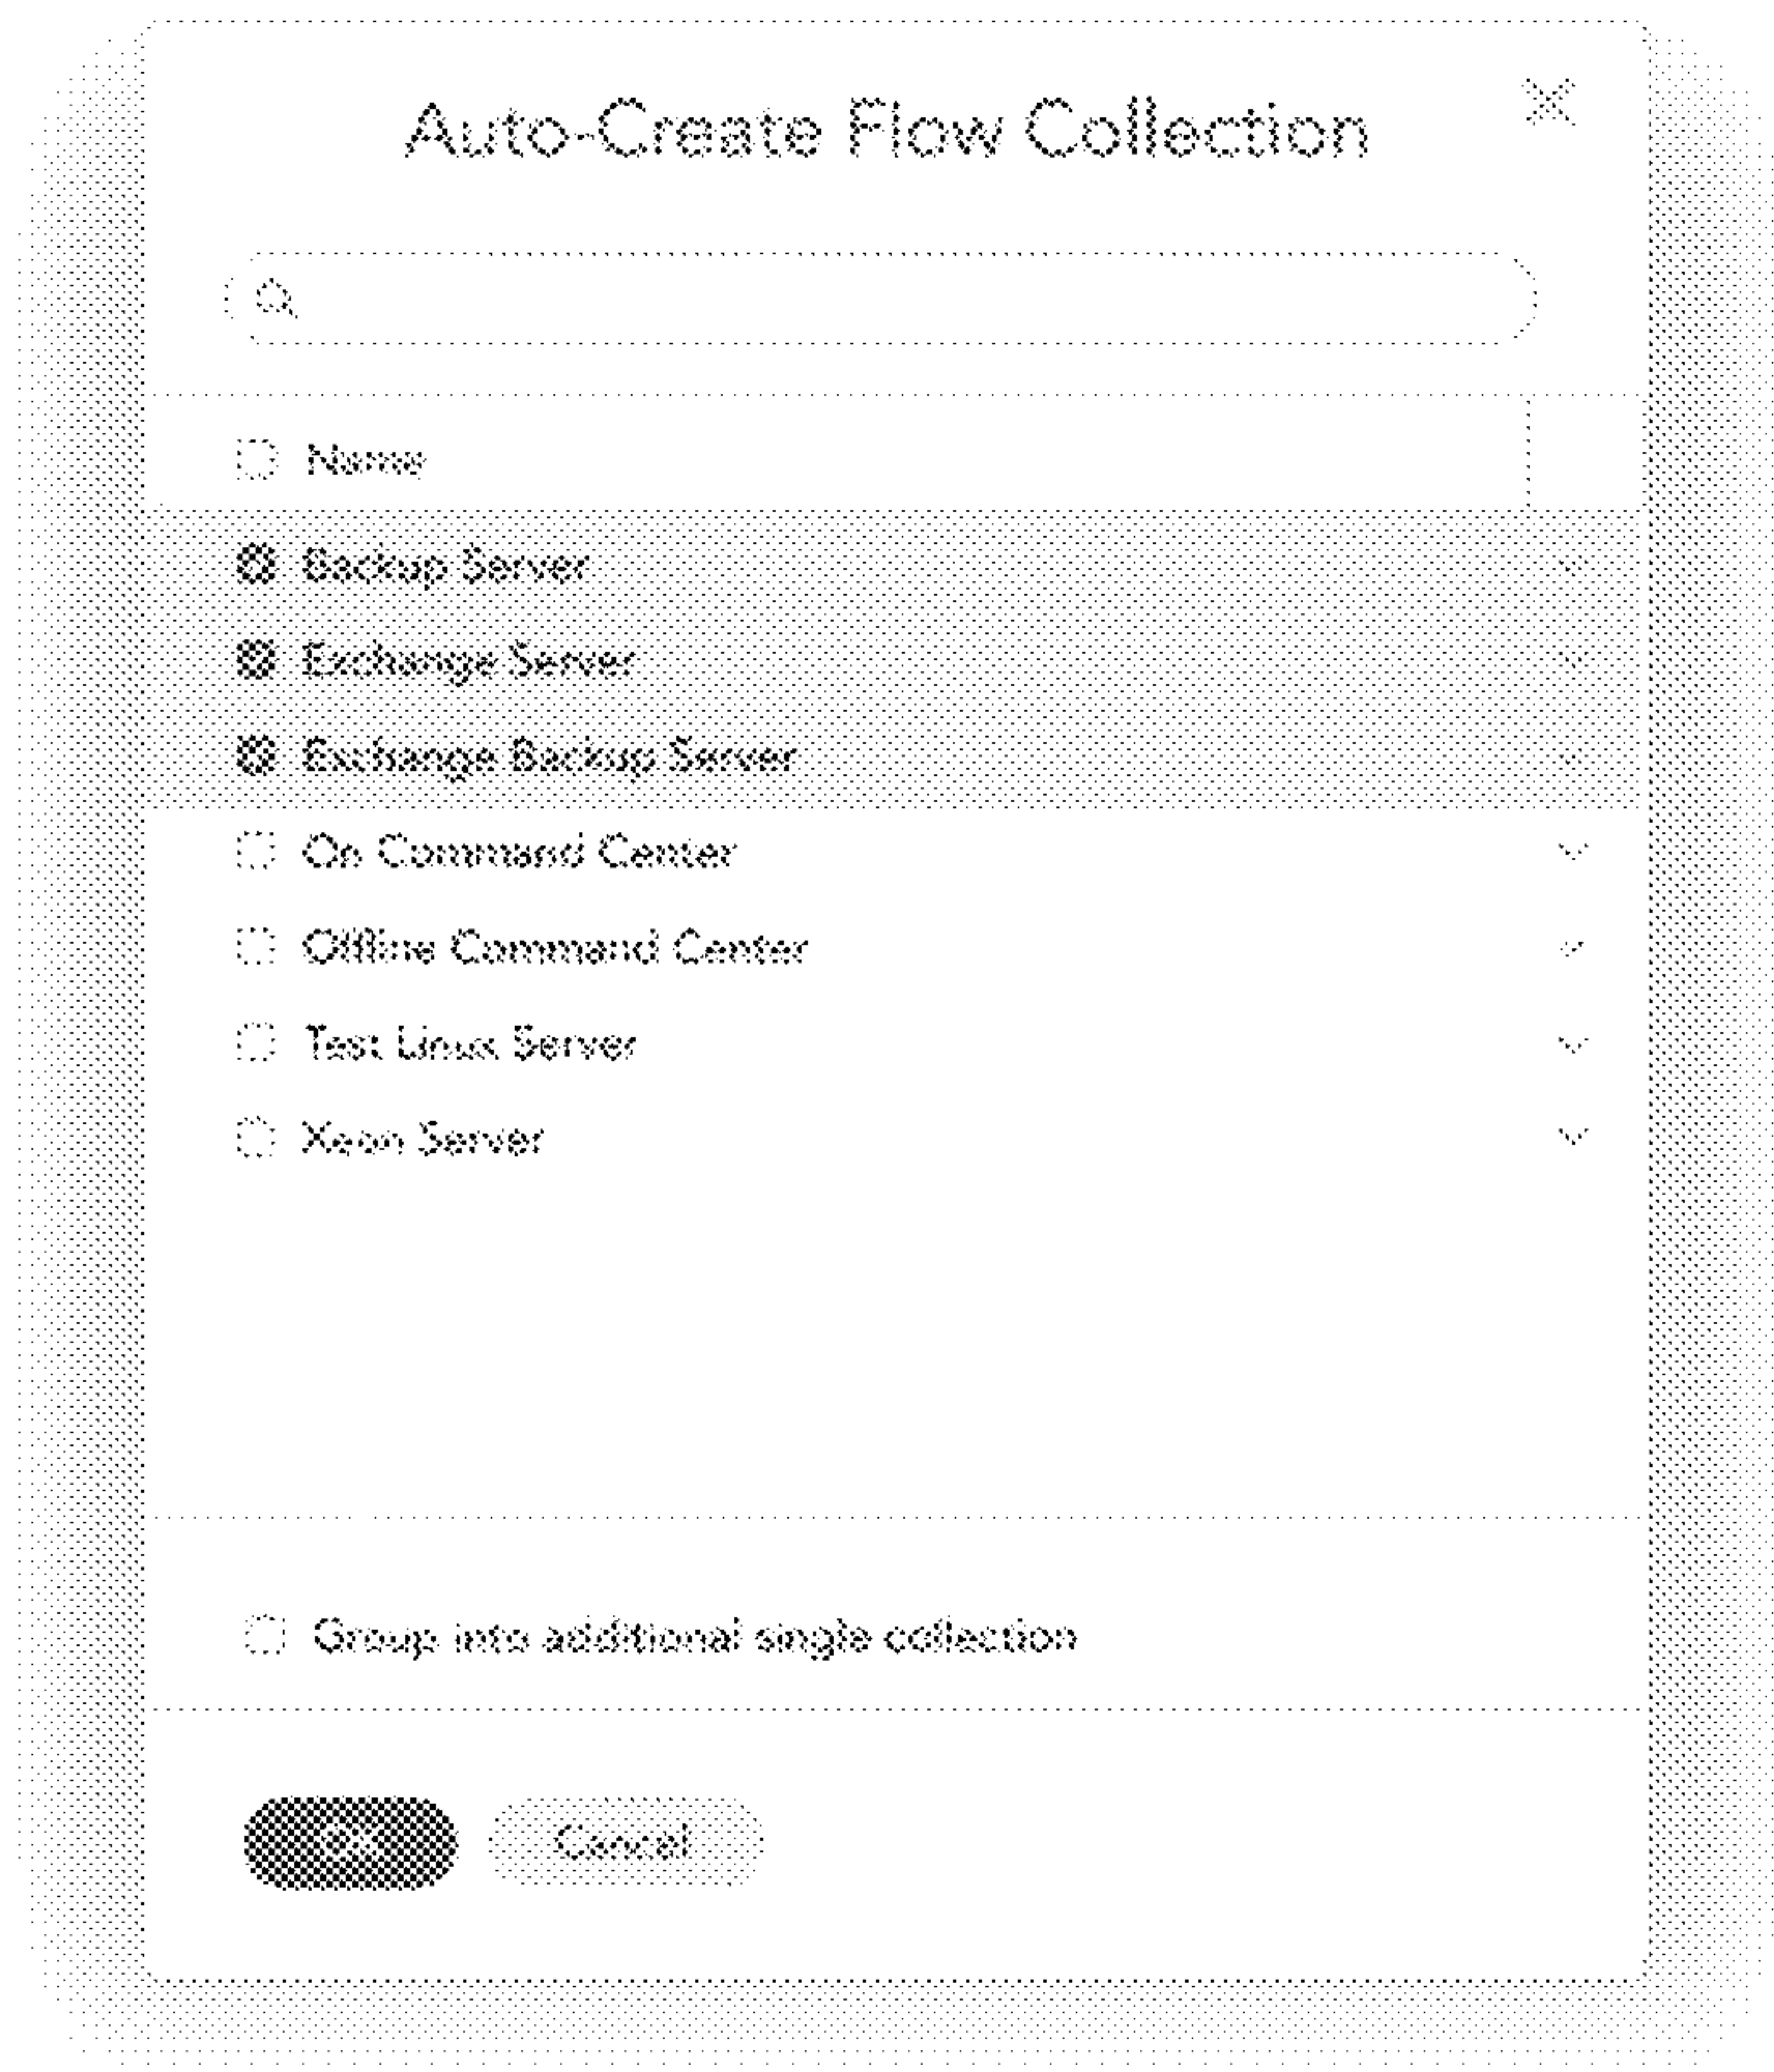 Auto-Create Flow Collection
Name
Backup Server
Exchange Server
Exchange Backup Server
On Command Center
Offline Command Center
Test Linux Server
Xeon Server
Group into additional single collection
OK Cancel